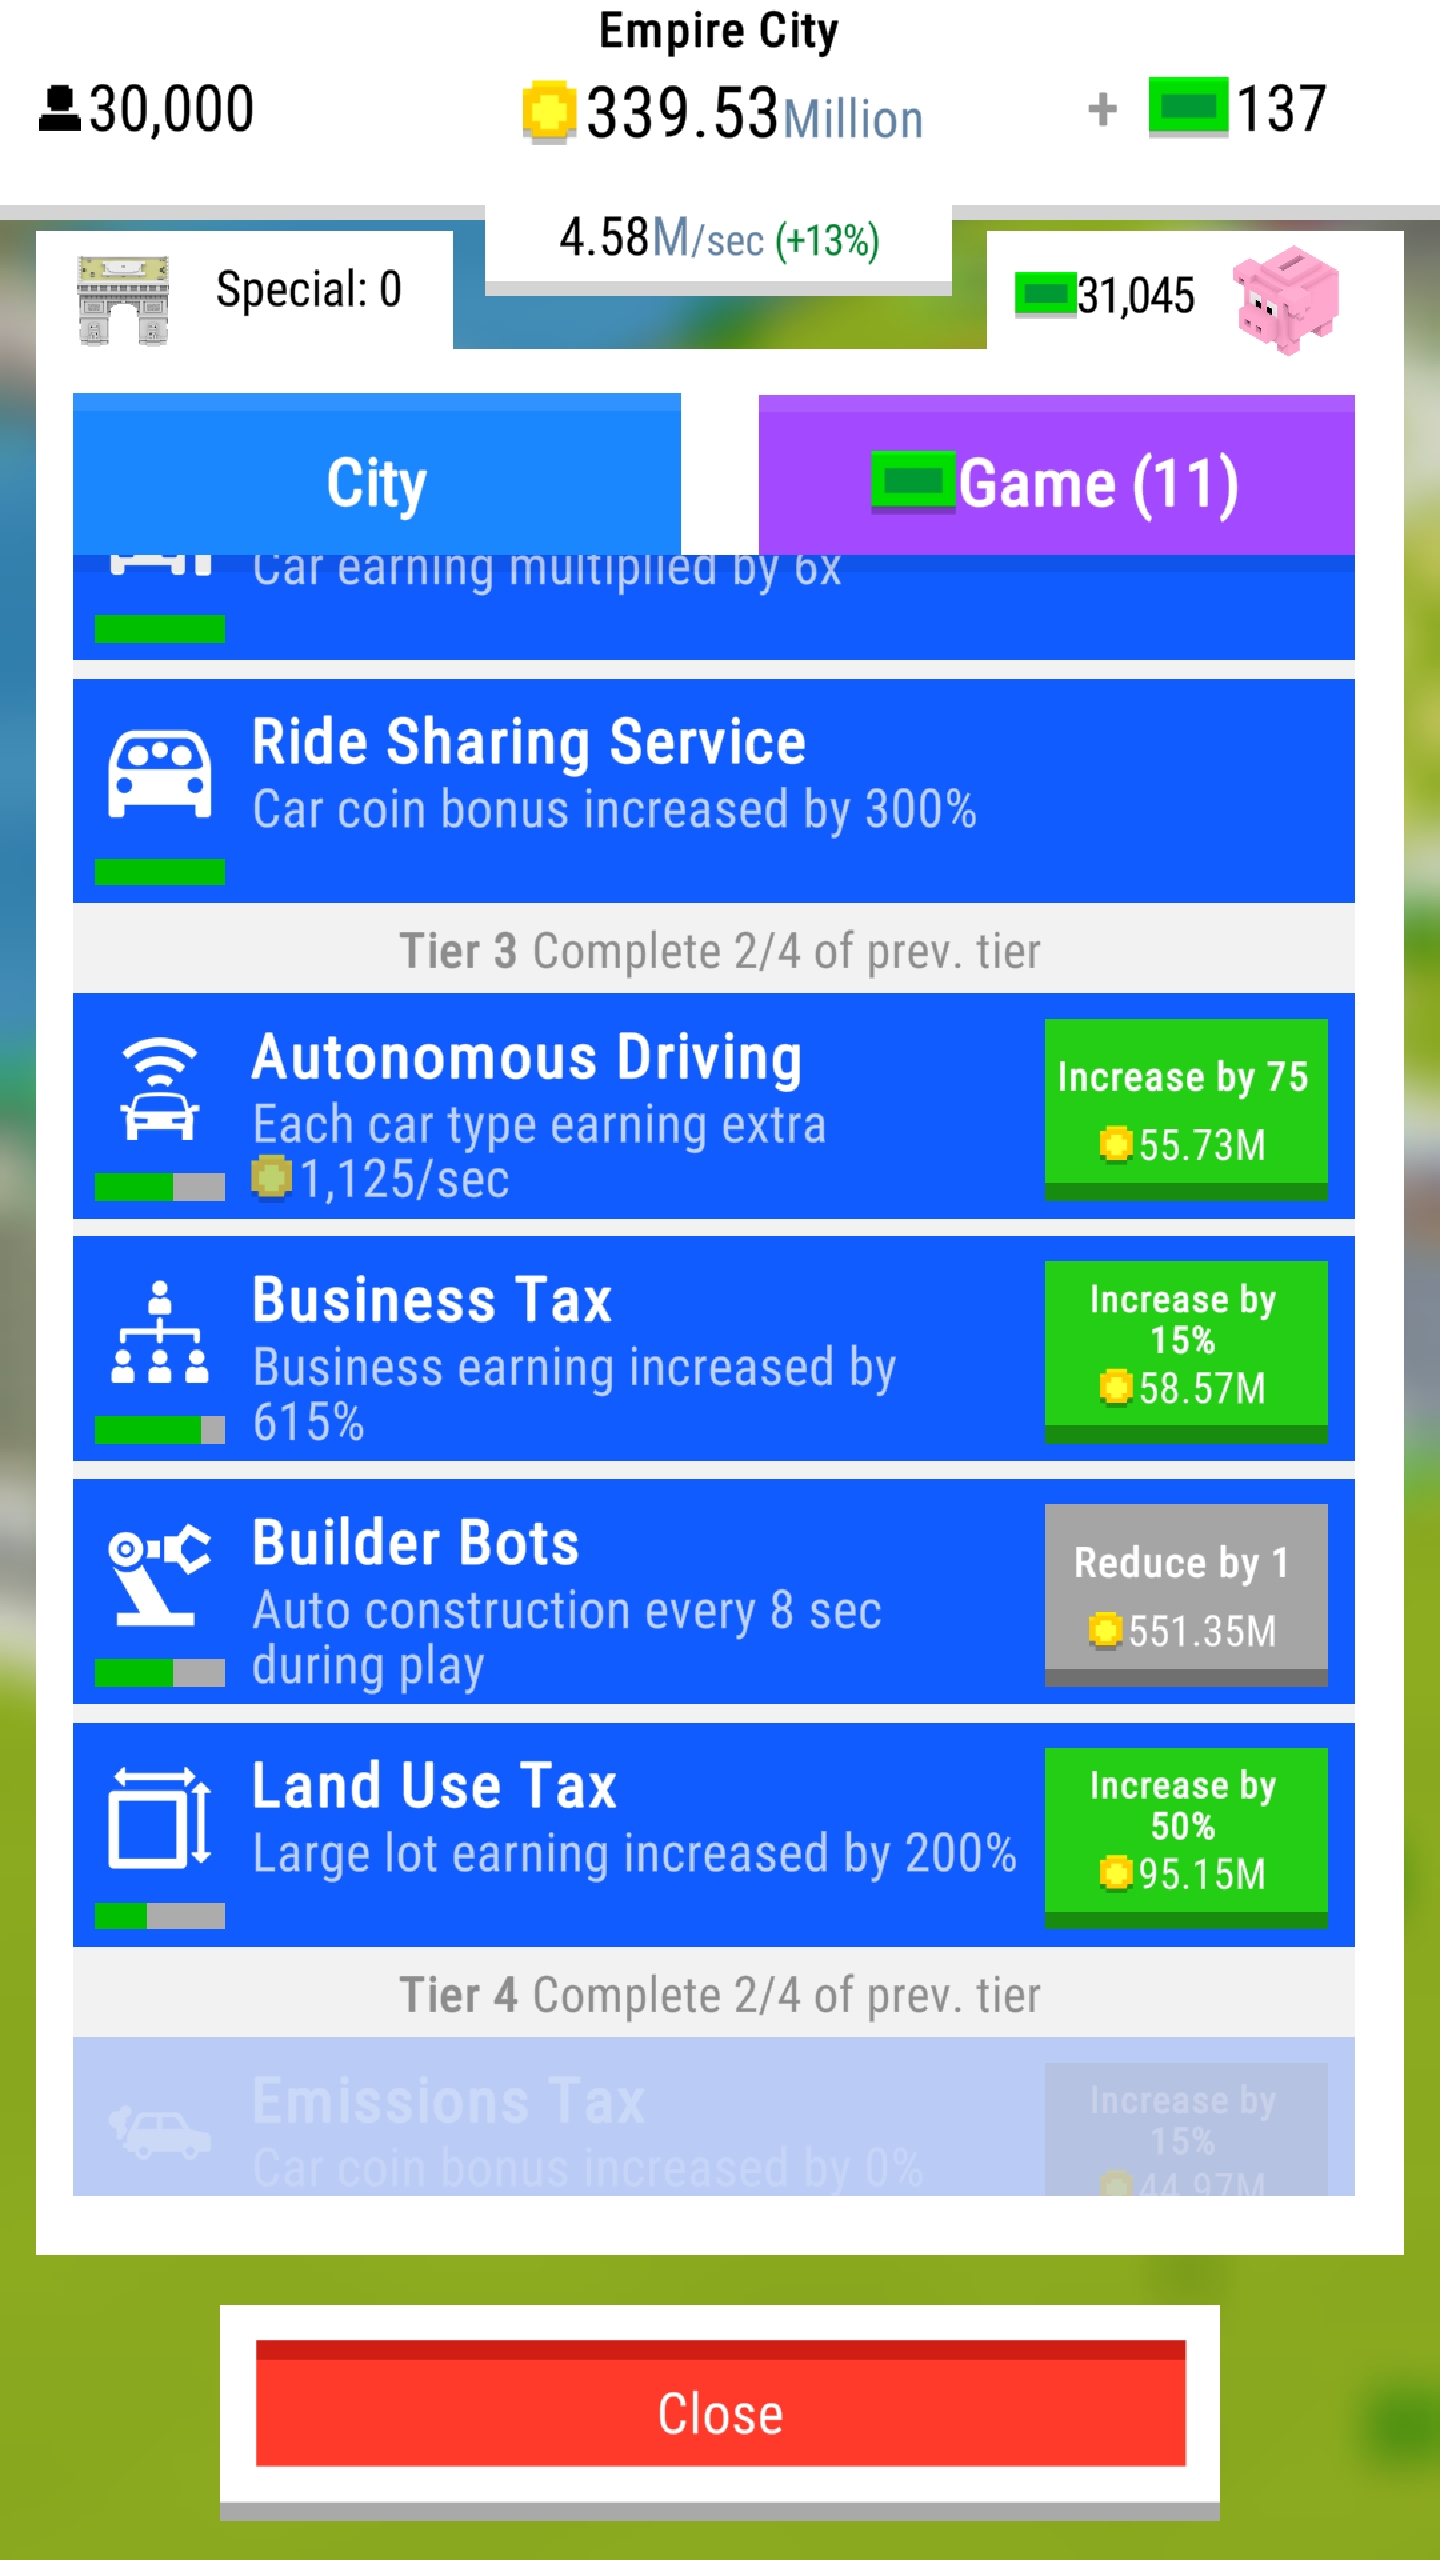 Empire City
30,000
339.53Million
+ 137
4.58M/sec (+13%)
Special: 0
31,045
City
Game (11)
Car earning multiplied by 6x
Ride Sharing Service
Car coin bonus increased by 300%
Tier 3 Complete 2/4 of prev. tier
Autonomous Driving
Each car type earning extra
1,125/sec
Increase by 75
55.73M
Business Tax
Business earning increased by
615%
Increase by
15%
58.57M
Builder Bots
Auto construction every 8 sec
during play
Reduce by 1
551.35M
Land Use Tax
Large lot earning increased by 200%
Increase by
50%
95.15M
Tier 4 Complete 2/4 of prev. tier
Emissions Tax
Car coin bonus increased by 0%
Increase by
15%
44.97M
Close